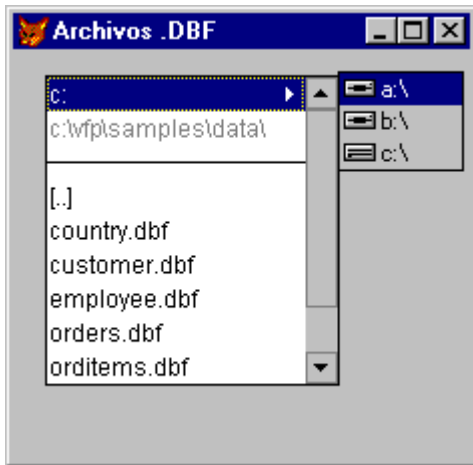 Archivos .DBF
c:
a:\
b:\
c:\
c:\vfp\samples\data\
[..]
country.dbf
customer.dbf
employee.dbf
orders.dbf
orditems.dbf